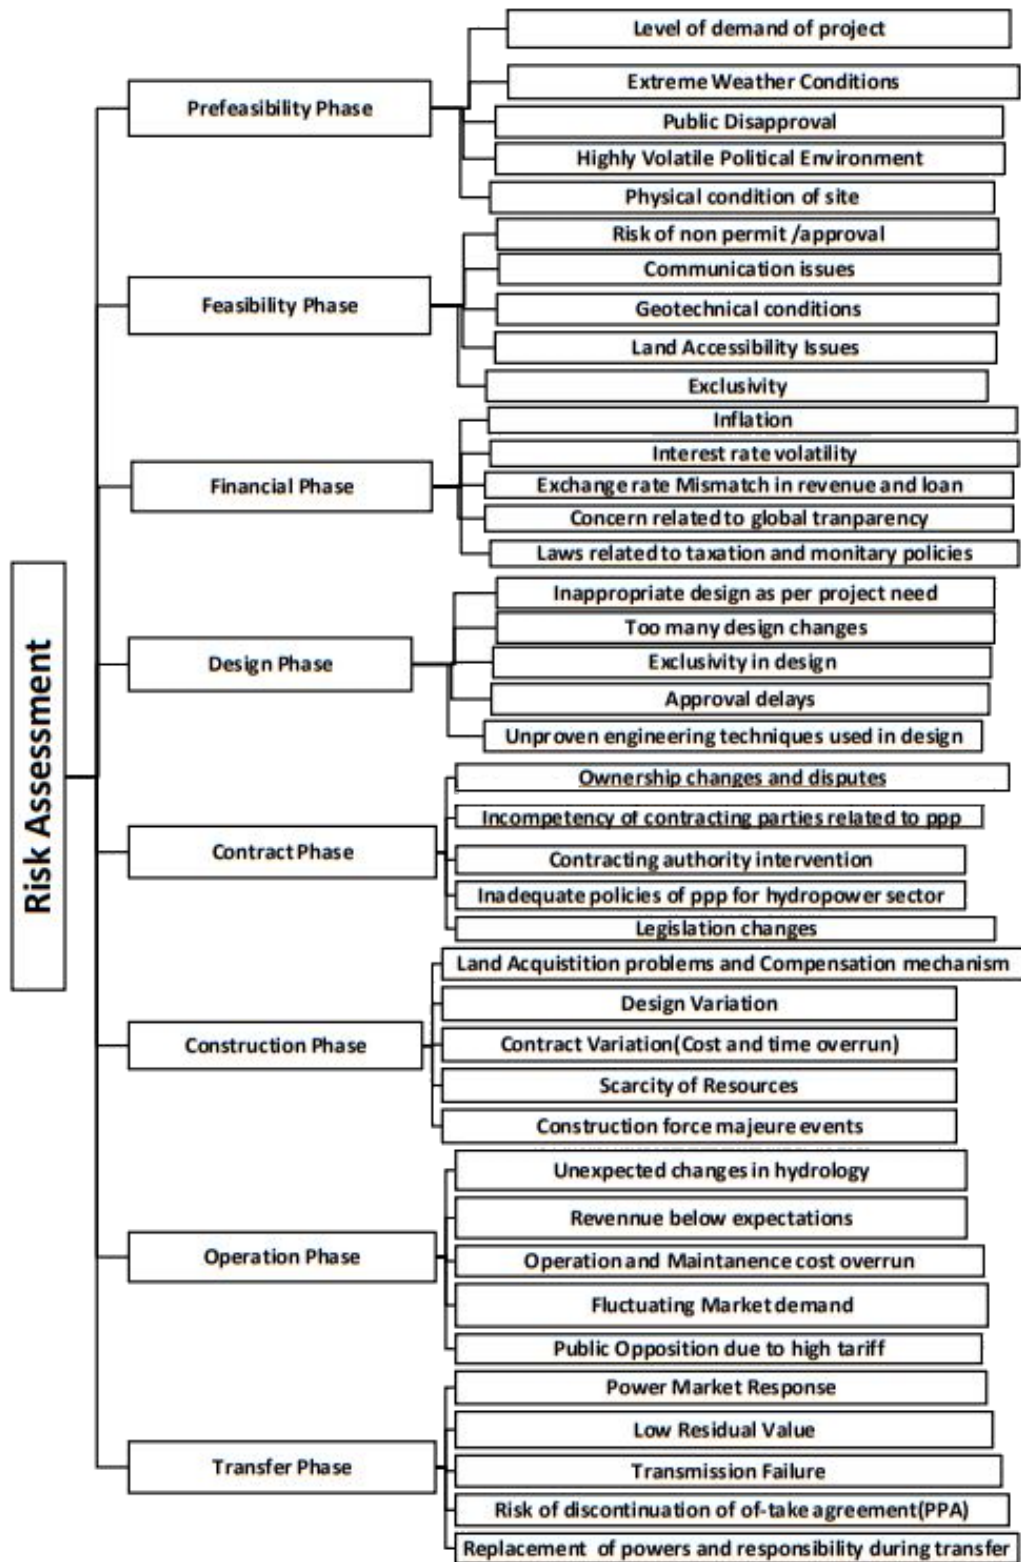 Risk Assessment
Prefeasibility Phase
Level of demand of project
Extreme Weather Conditions
Public Disapproval
Highly Volatile Political Environment
Physical condition of site
Feasibility Phase
Risk of non permit /approval
Communication issues
Geotechnical conditions
Land Accessibility Issues
Exclusivity
Financial Phase
Inflation
Interest rate volatility
Exchange rate Mismatch in revenue and loan
Concern related to global tranparency
Laws related to taxation and monitary policies
Design Phase
Inappropriate design as per project need
Too many design changes
Exclusivity in design
Approval delays
Unproven engineering techniques used in design
Contract Phase
Ownership changes and disputes
Incompetency of contracting parties related to ppp
Contracting authority intervention
Inadequate policies of ppp for hydropower sector
Legislation changes
Construction Phase
Land Acquistition problems and Compensation mechanism
Design Variation
Contract Variation(Cost and time overrun)
Scarcity of Resources
Construction force majeure events
Operation Phase
Unexpected changes in hydrology
Revennue below expectations
Operation and Maintanence cost overrun
Fluctuating Market demand
Public Opposition due to high tariff
Transfer Phase
Power Market Response
Low Residual Value
Transmission Failure
Risk of discontinuation of of-take agreement(PPA)
Replacement of powers and responsibility during transfer